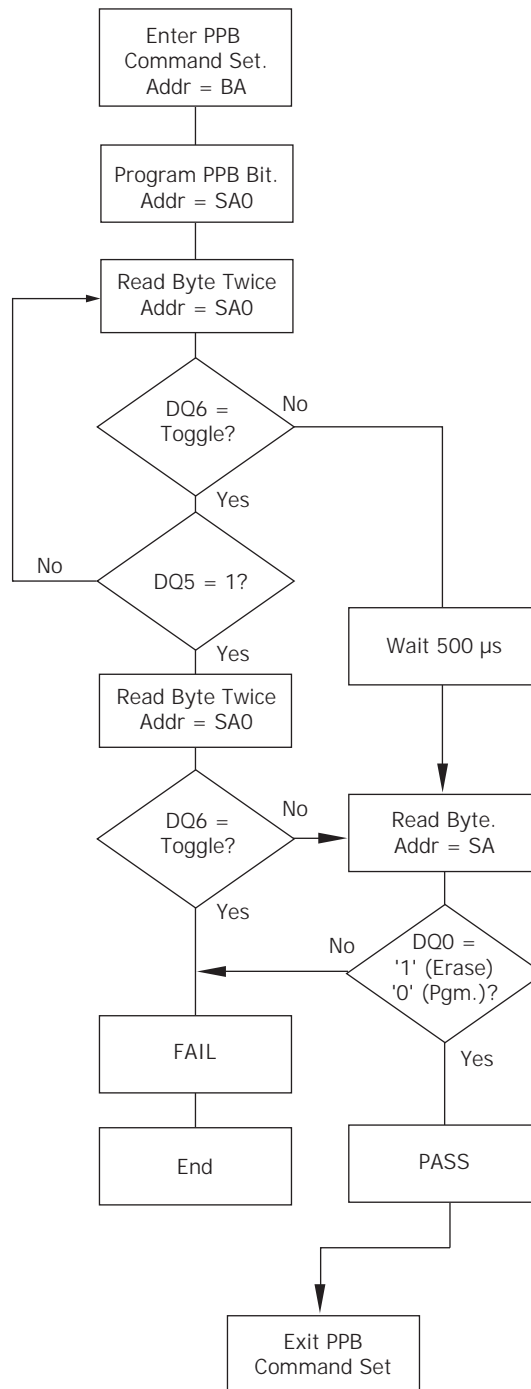 Enter PPB
Command Set.
Addr = BA
Program PPB Bit.
Addr = SA0
Read Byte Twice
Addr = SA0
DQ6 =
Toggle?
No
Yes
No
DQ5 = 1?
Yes
Wait 500 µs
Read Byte Twice
Addr = SA0
DQ6 =
Toggle?
No
Yes
Read Byte.
Addr = SA
No
DQ0 =
'1' (Erase)
'0' (Pgm.)?
Yes
FAIL
PASS
End
Exit PPB
Command Set